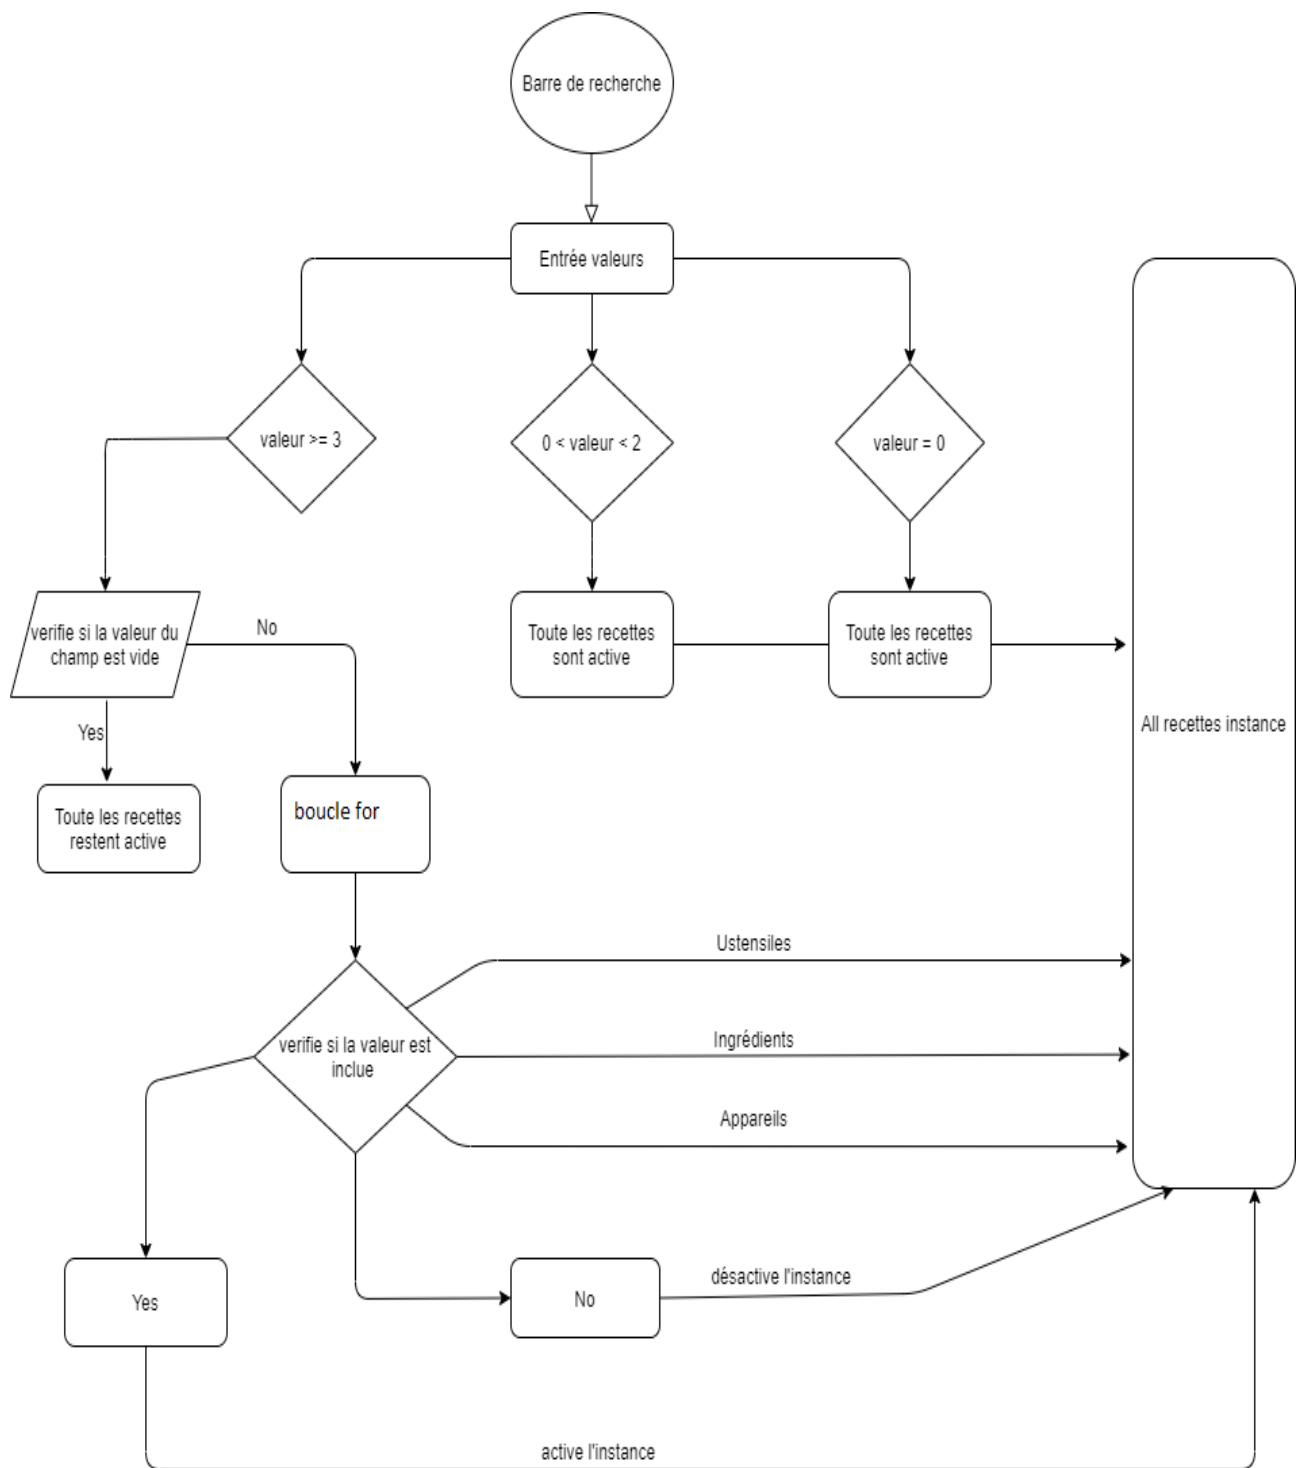 Barre de recherche
Entrée valeurs
valeur >= 3
0 < valeur < 2
valeur = 0
verifie si la valeur du
champ est vide
No
Toute les recettes
sont active
Toute les recettes
sont active
All recettes instance
Yes
Toute les recettes
restent active
boucle for
Ustensiles
verifie si la valeur est
inclue
Ingrédients
Appareils
Yes
No
désactive l'instance
active l'instance